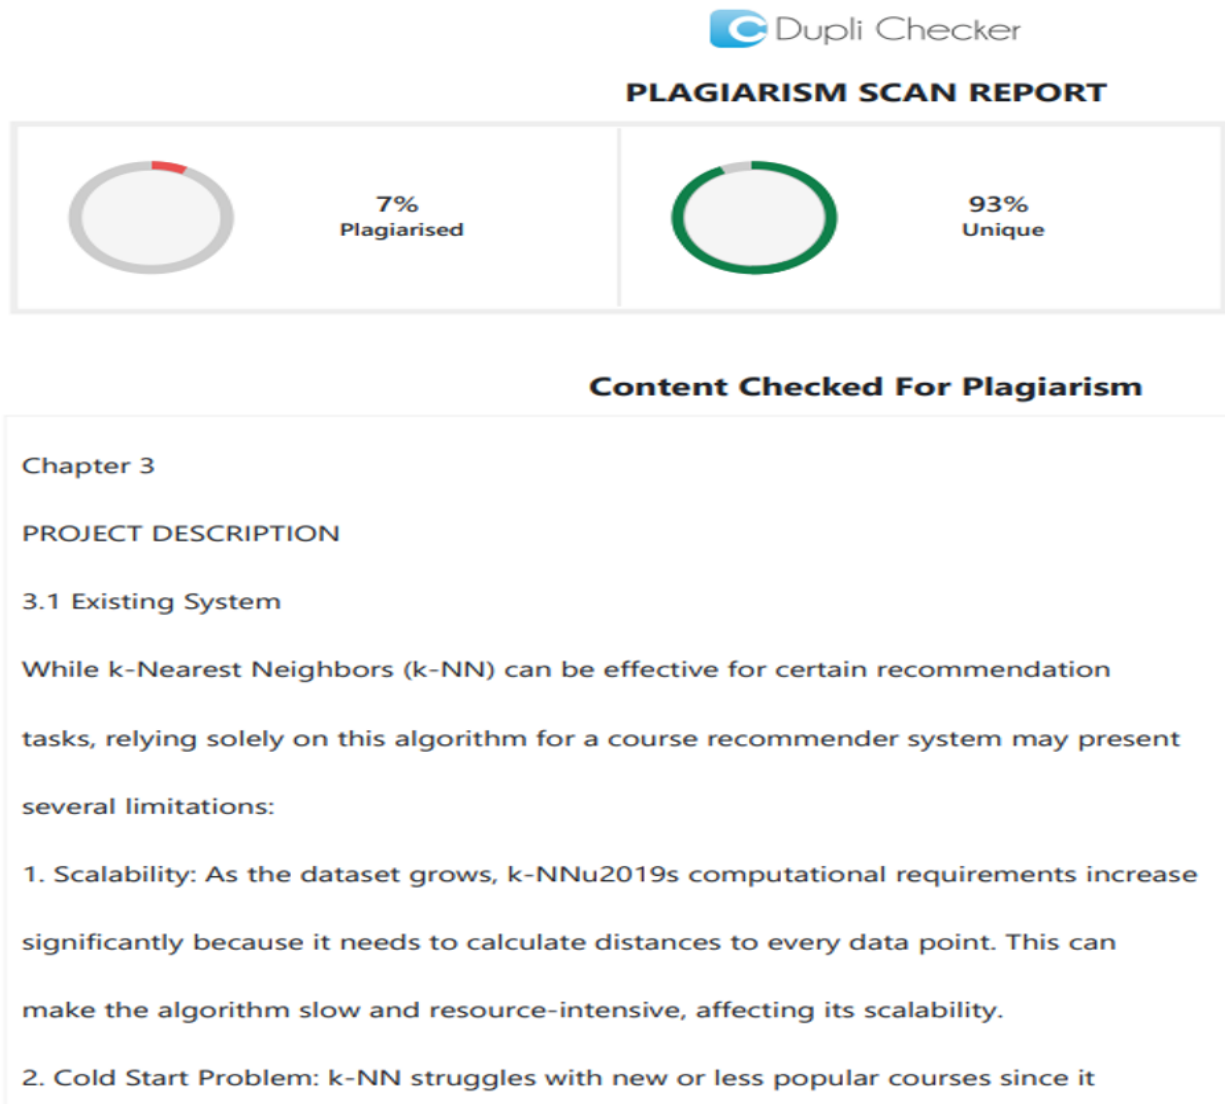 Dupli Checker
PLAGIARISM SCAN REPORT
7%
Plagiarised
93%
Unique
Content Checked For Plagiarism
Chapter 3
PROJECT DESCRIPTION
3.1 Existing System
While k-Nearest Neighbors (k-NN) can be effective for certain recommendation
tasks, relying solely on this algorithm for a course recommender system may present
several limitations:
1. Scalability: As the dataset grows, k-NNu2019s computational requirements increase
significantly because it needs to calculate distances to every data point. This can
make the algorithm slow and resource-intensive, affecting its scalability.
2. Cold Start Problem: k-NN struggles with new or less popular courses since it